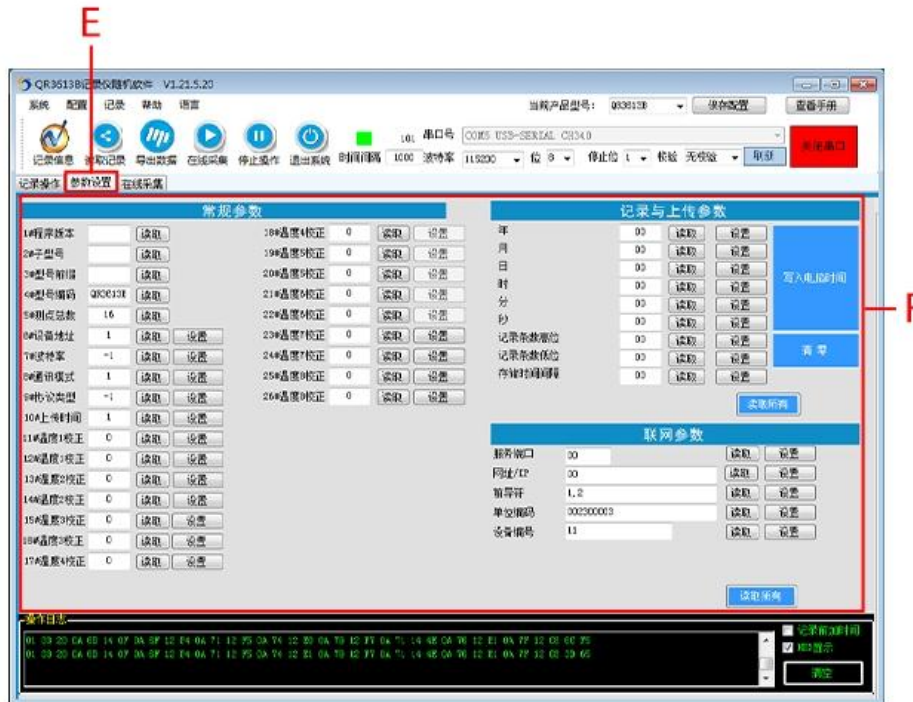 E
QR3613B记录仪随机软件 V1.21.5.20
系统 配置 记录 帮助 语言 当前产品型号: QR3613B 保存配置 查看手册
101 串口号 COM5 USB-SERIAL CH340 关闭串口
记录信息 读取记录 导出数据 在线采集 停止操作 退出系统 时间间隔 1000 波特率 115200 位 8 停止位 1 校验 无校验 刷新
记录操作 参数设置 在线采集
常规参数
1#程序版本 读取
2#子型号 读取
3#型号前缀 读取
4#型号编码 QR3613B 读取
5#测点总数 16 读取
6#设备地址 1 读取 设置
7#波特率 -1 读取 设置
8#通讯模式 1 读取 设置
9#协议类型 -1 读取 设置
10#上传时间 1 读取 设置
11#温度1校正 0 读取 设置
12#湿度1校正 0 读取 设置
13#温度2校正 0 读取 设置
14#湿度2校正 0 读取 设置
15#温度3校正 0 读取 设置
16#湿度3校正 0 读取 设置
17#温度4校正 0 读取 设置
18#湿度4校正 0 读取 设置
19#温度5校正 0 读取 设置
20#湿度5校正 0 读取 设置
21#温度6校正 0 读取 设置
22#湿度6校正 0 读取 设置
23#温度7校正 0 读取 设置
24#湿度7校正 0 读取 设置
25#温度8校正 0 读取 设置
26#湿度8校正 0 读取 设置
记录与上传参数
年 00 读取 设置
月 00 读取 设置
日 00 读取 设置
时 00 读取 设置
分 00 读取 设置
秒 00 读取 设置
记录条数高位 00 读取 设置
记录条数低位 00 读取 设置
存储时间间隔 00 读取 设置
写入电脑时间
清零
读取所有
F
联网参数
服务端口 00 读取 设置
网址/IP 00 读取 设置
前导符 1,2 读取 设置
单位编码 002300003 读取 设置
设备编号 11 读取 设置
读取所有
操作日志
记录前加时间
HEX显示
清空